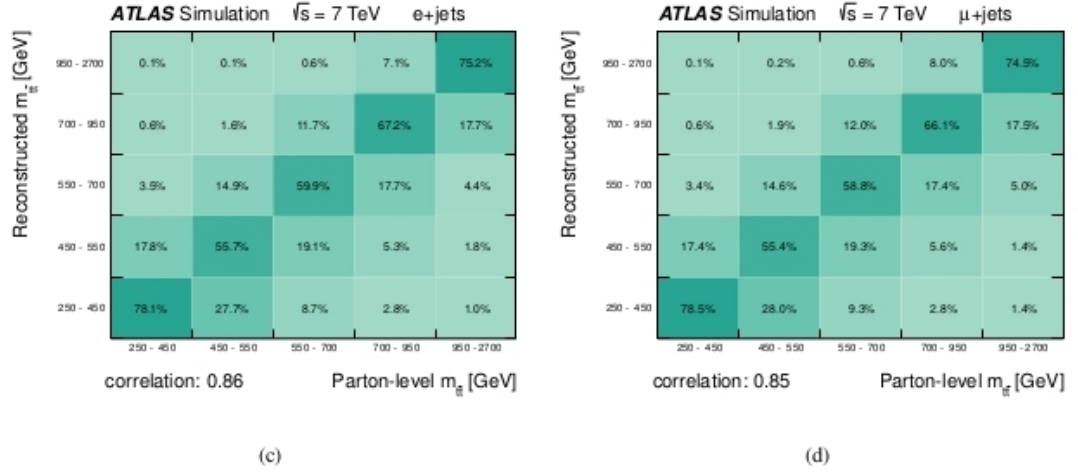 ATLAS Simulation √s = 7 TeV e+jets
Reconstructed m_tt̄ [GeV]
950 - 2700 0.1% 0.1% 0.6% 7.1% 75.2%
700 - 950 0.6% 1.6% 11.7% 67.2% 17.7%
550 - 700 3.5% 14.9% 59.9% 17.7% 4.4%
450 - 550 17.8% 55.7% 19.1% 5.3% 1.8%
250 - 450 78.1% 27.7% 8.7% 2.8% 1.0%
250 - 450 450 - 550 550 - 700 700 - 950 950 -2700
correlation: 0.86 Parton-level m_tt̄ [GeV]
(c)
ATLAS Simulation √s = 7 TeV μ+jets
Reconstructed m_tt̄ [GeV]
950 - 2700 0.1% 0.2% 0.6% 8.0% 74.5%
700 - 950 0.6% 1.9% 12.0% 66.1% 17.5%
550 - 700 3.4% 14.6% 58.8% 17.4% 5.0%
450 - 550 17.4% 55.4% 19.3% 5.6% 1.4%
250 - 450 78.5% 28.0% 9.3% 2.8% 1.4%
250 - 450 450 - 550 550 - 700 700 - 950 950 -2700
correlation: 0.85 Parton-level m_tt̄ [GeV]
(d)